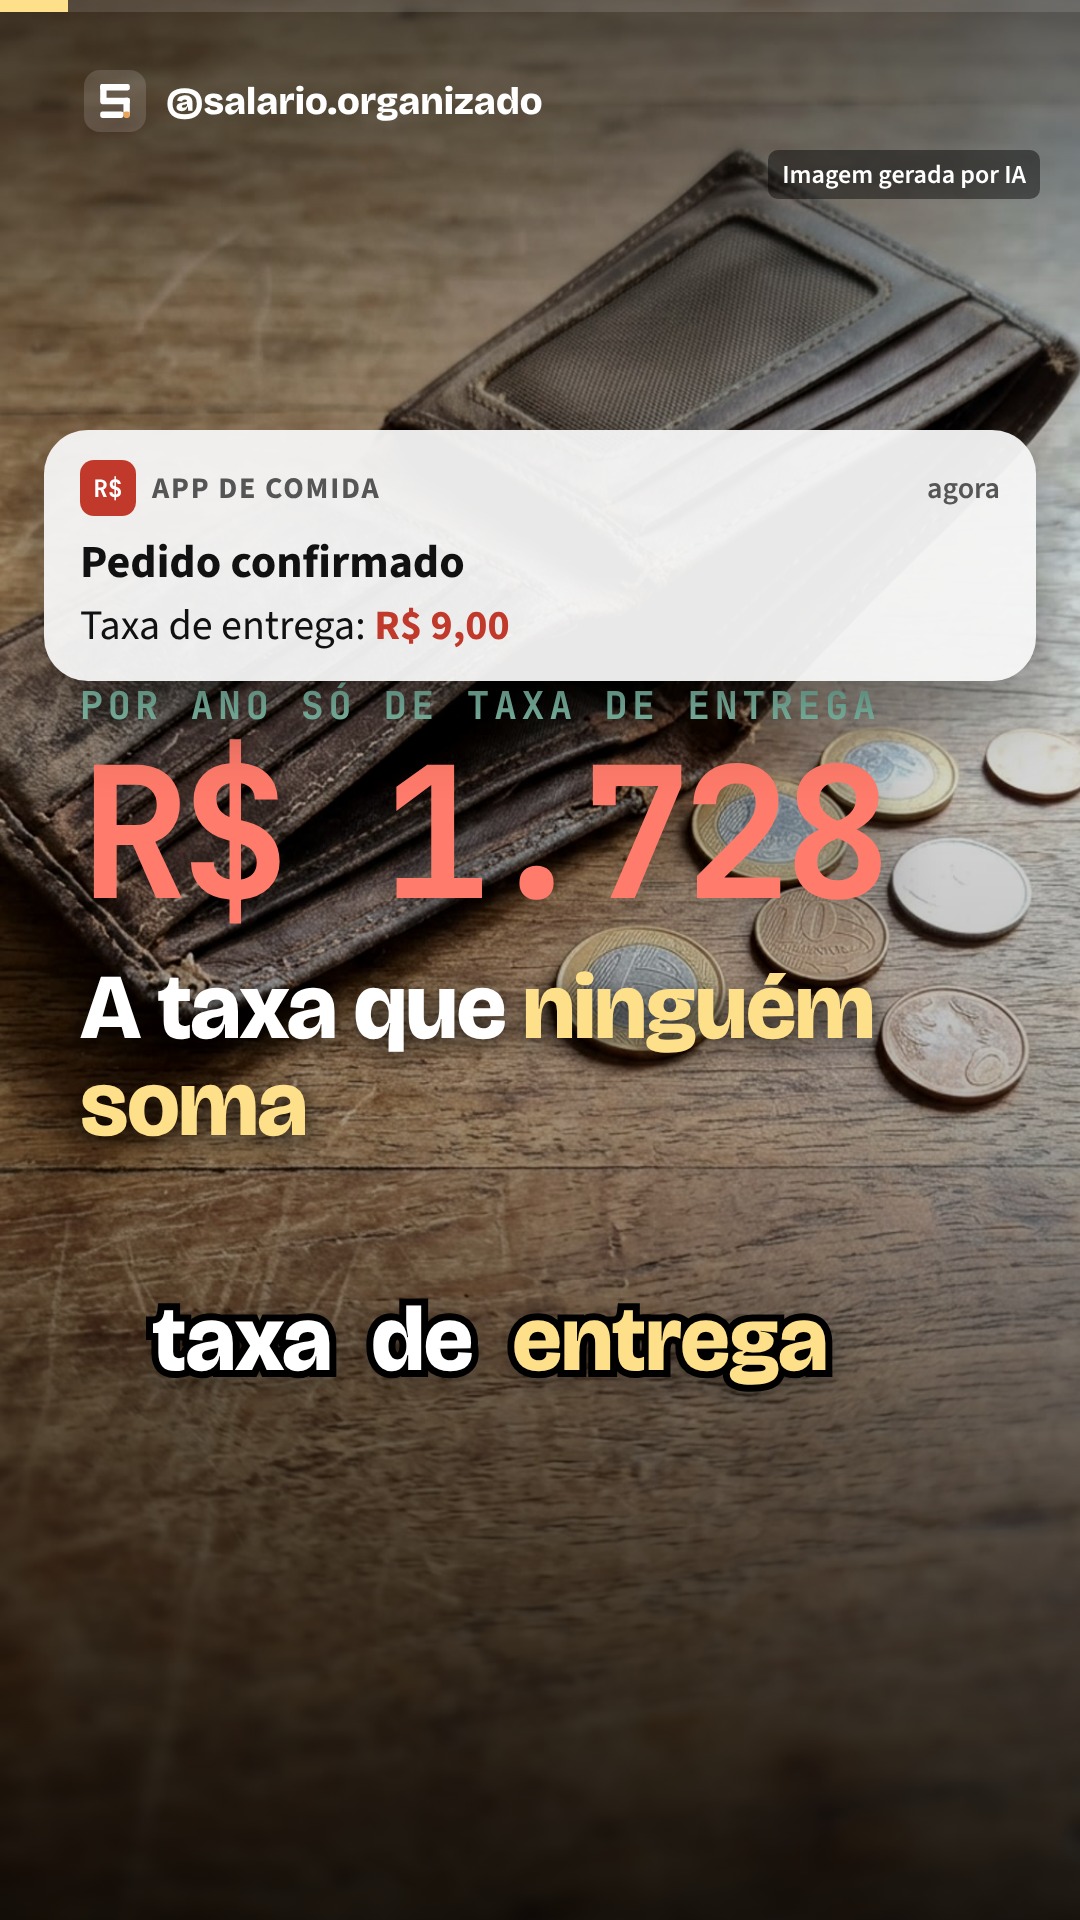 @salario.organizado
Imagem gerada por IA
R$ APP DE COMIDA agora
Pedido confirmado
Taxa de entrega: R$ 9,00
POR ANO SÓ DE TAXA DE ENTREGA
R$ 1.728
A taxa que ninguém
soma
taxa de entrega